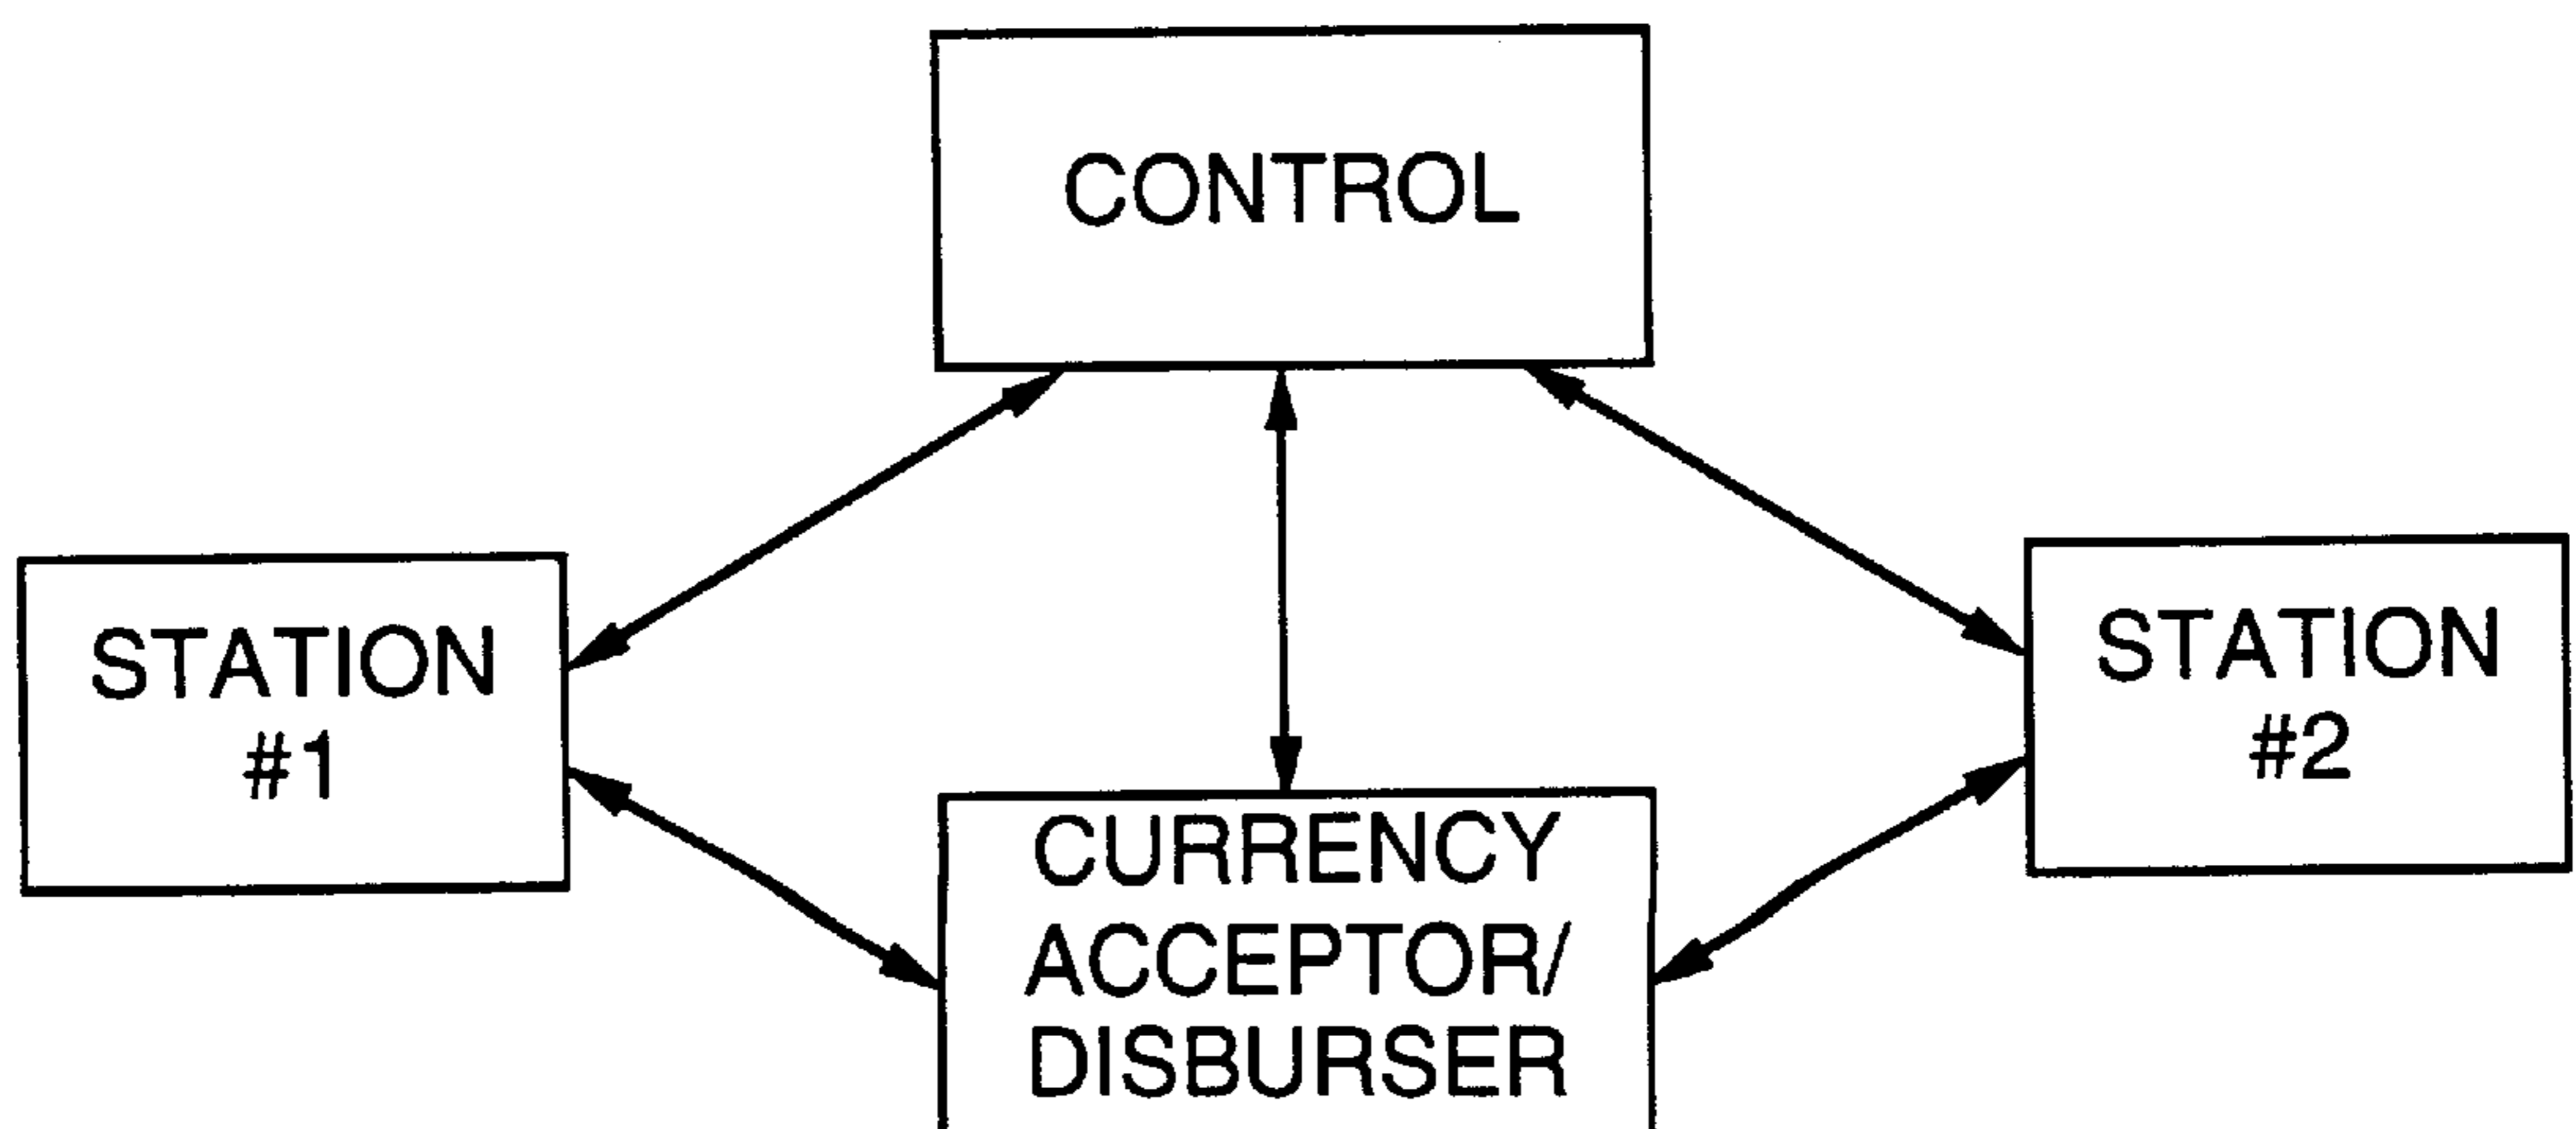 CONTROL
STATION
#1
STATION
#2
CURRENCY
ACCEPTOR/
DISBURSER